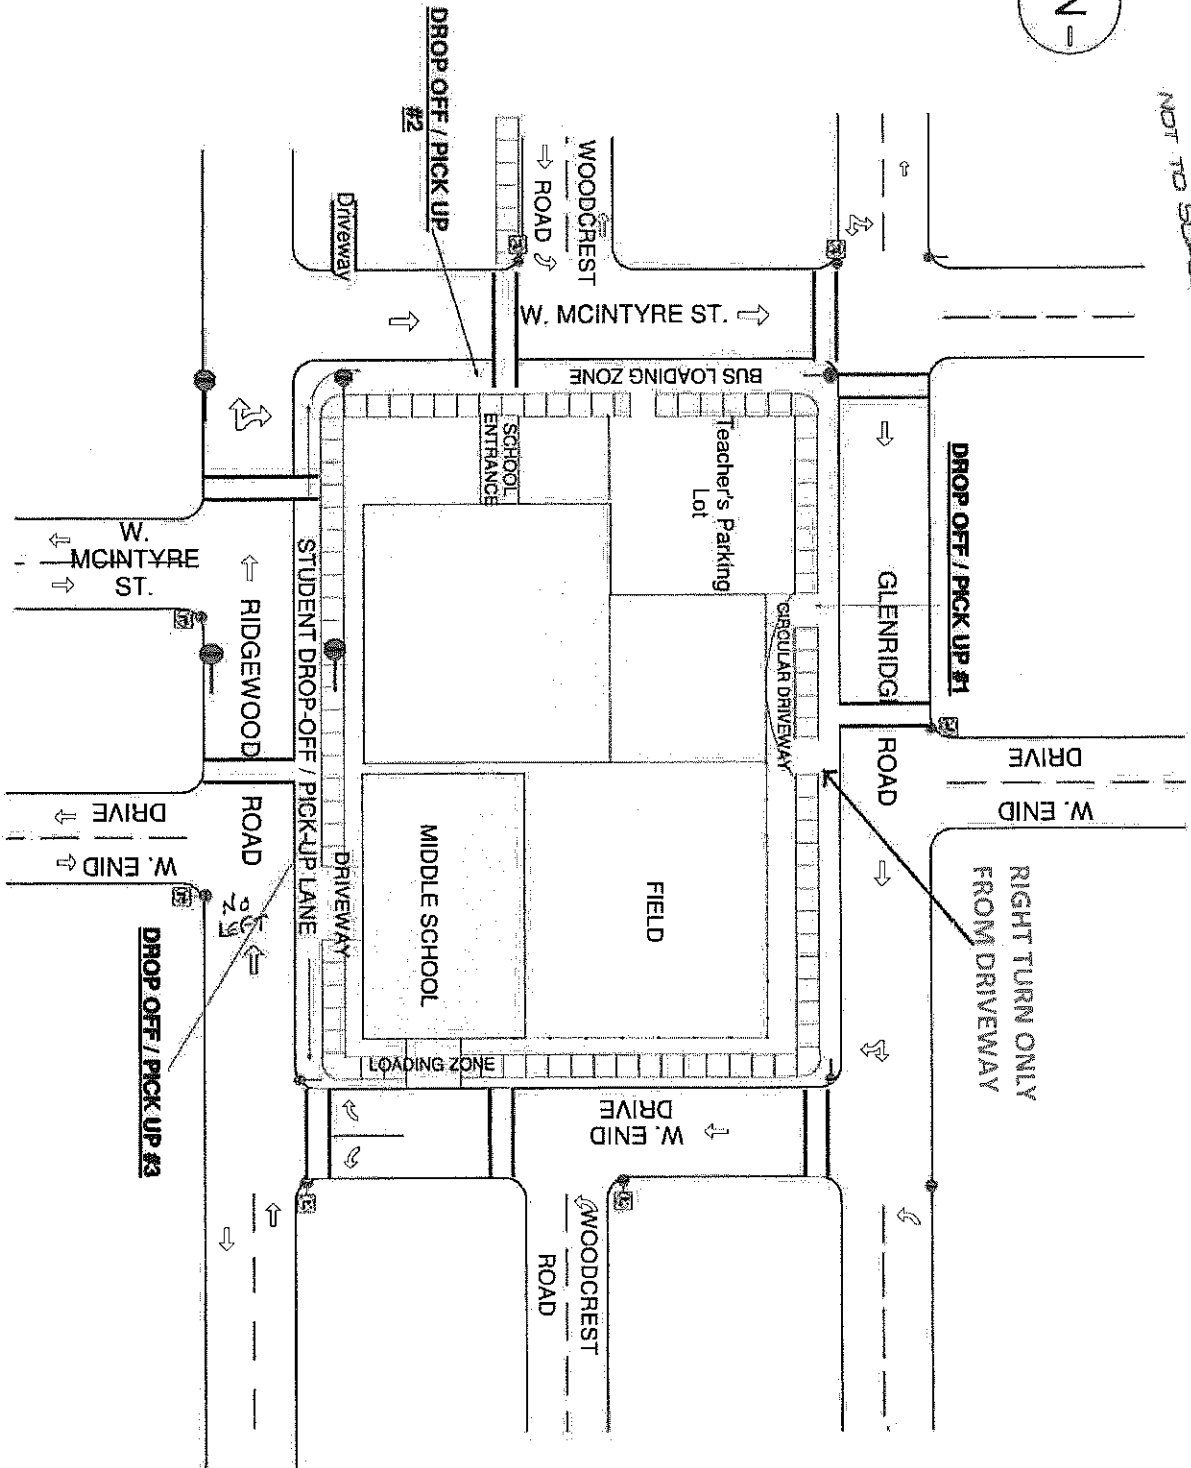 N
NOT TO
DROP OFF / PICK UP
#2
WOODCREST
ROAD
Driveway
W. MCINTYRE ST.
BUS LOADING ZONE
SCHOOL
ENTRANCE
Teacher's Parking
Lot
DROP OFF / PICK UP #1
GLENRIDG
ROAD
CIRCULAR DRIVEWAY
W.
MCINTYRE
ST.
RIDGEWOOD
ROAD
STUDENT DROP-OFF / PICK-UP LANE
DRIVEWAY
DRIVE
W. ENID
DRIVE
W. ENID
RIGHT TURN ONLY
FROM DRIVEWAY
MIDDLE SCHOOL
FIELD
NO
LEFT
DROP OFF / PICK UP #3
LOADING ZONE
W. ENID
DRIVE
WOODCREST
ROAD